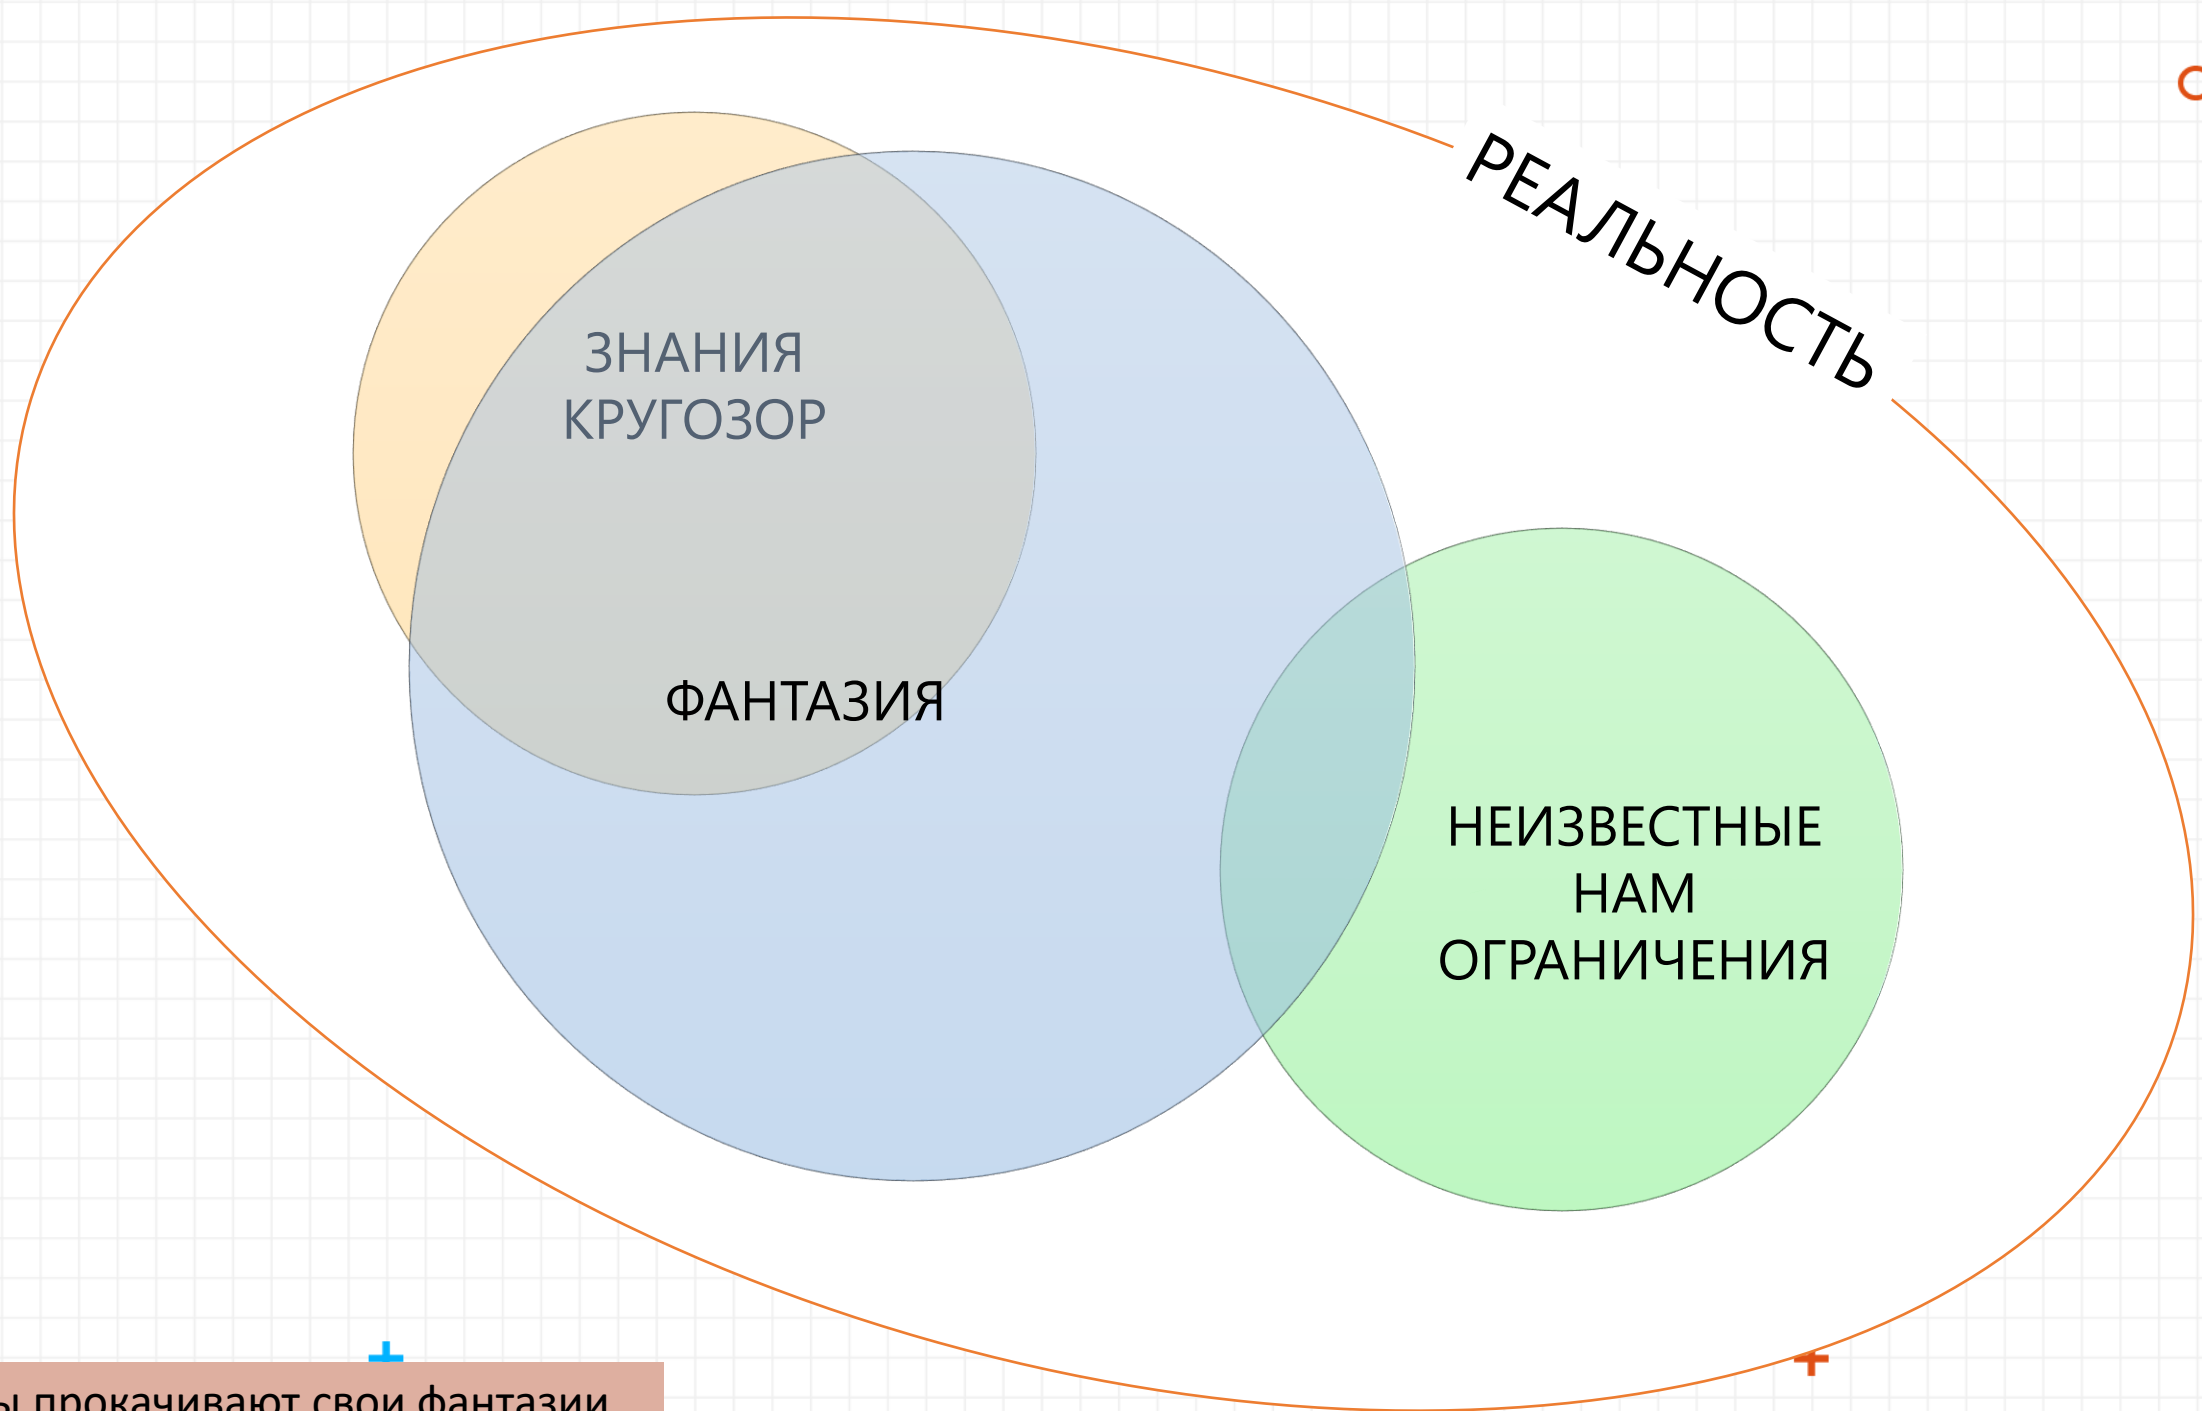 РЕАЛЬНОСТЬ
ЗНАНИЯ
КРУГОЗОР
ФАНТАЗИЯ
НЕИЗВЕСТНЫЕ
НАМ
ОГРАНИЧЕНИЯ
прокачивают свои фантазии